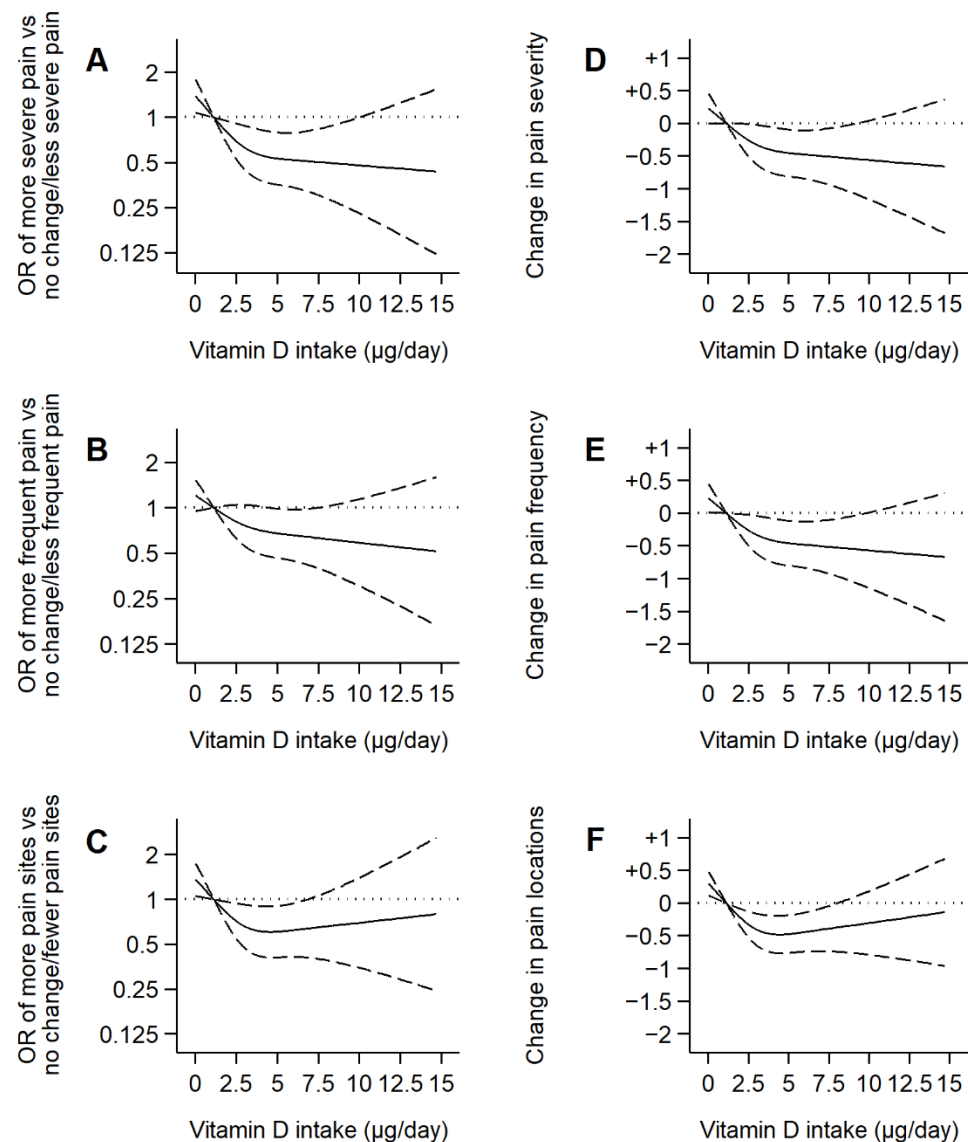 A
OR of more severe pain vs
no change/less severe pain
2
1
0.5
0.25
0.125
0 2.5 5 7.5 10 12.5 15
Vitamin D intake (µg/day)
D
Change in pain severity
+1
+0.5
0
−0.5
−1
−1.5
−2
0 2.5 5 7.5 10 12.5 15
Vitamin D intake (µg/day)
B
OR of more frequent pain vs
no change/less frequent pain
2
1
0.5
0.25
0.125
0 2.5 5 7.5 10 12.5 15
Vitamin D intake (µg/day)
E
Change in pain frequency
+1
+0.5
0
−0.5
−1
−1.5
−2
0 2.5 5 7.5 10 12.5 15
Vitamin D intake (µg/day)
C
OR of more pain sites vs
no change/fewer pain sites
2
1
0.5
0.25
0.125
0 2.5 5 7.5 10 12.5 15
Vitamin D intake (µg/day)
F
Change in pain locations
+1
+0.5
0
−0.5
−1
−1.5
−2
0 2.5 5 7.5 10 12.5 15
Vitamin D intake (µg/day)